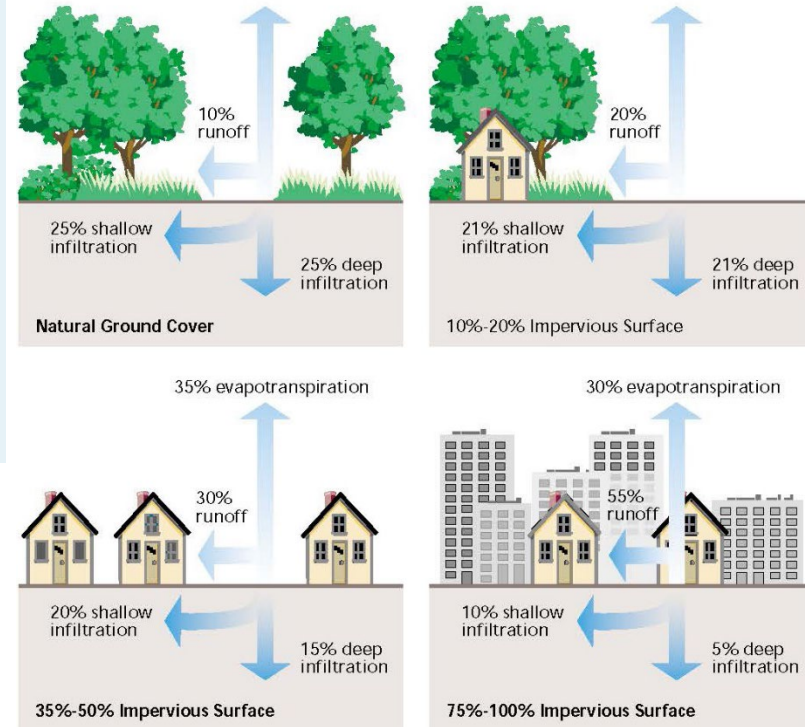 10%
runoff
25% shallow
infiltration
25% deep
infiltration
Natural Ground Cover
20%
runoff
21% shallow
infiltration
21% deep
infiltration
10%-20% Impervious Surface
35% evapotranspiration
30%
runoff
20% shallow
infiltration
15% deep
infiltration
35%-50% Impervious Surface
30% evapotranspiration
55%
runoff
10% shallow
infiltration
5% deep
infiltration
75%-100% Impervious Surface